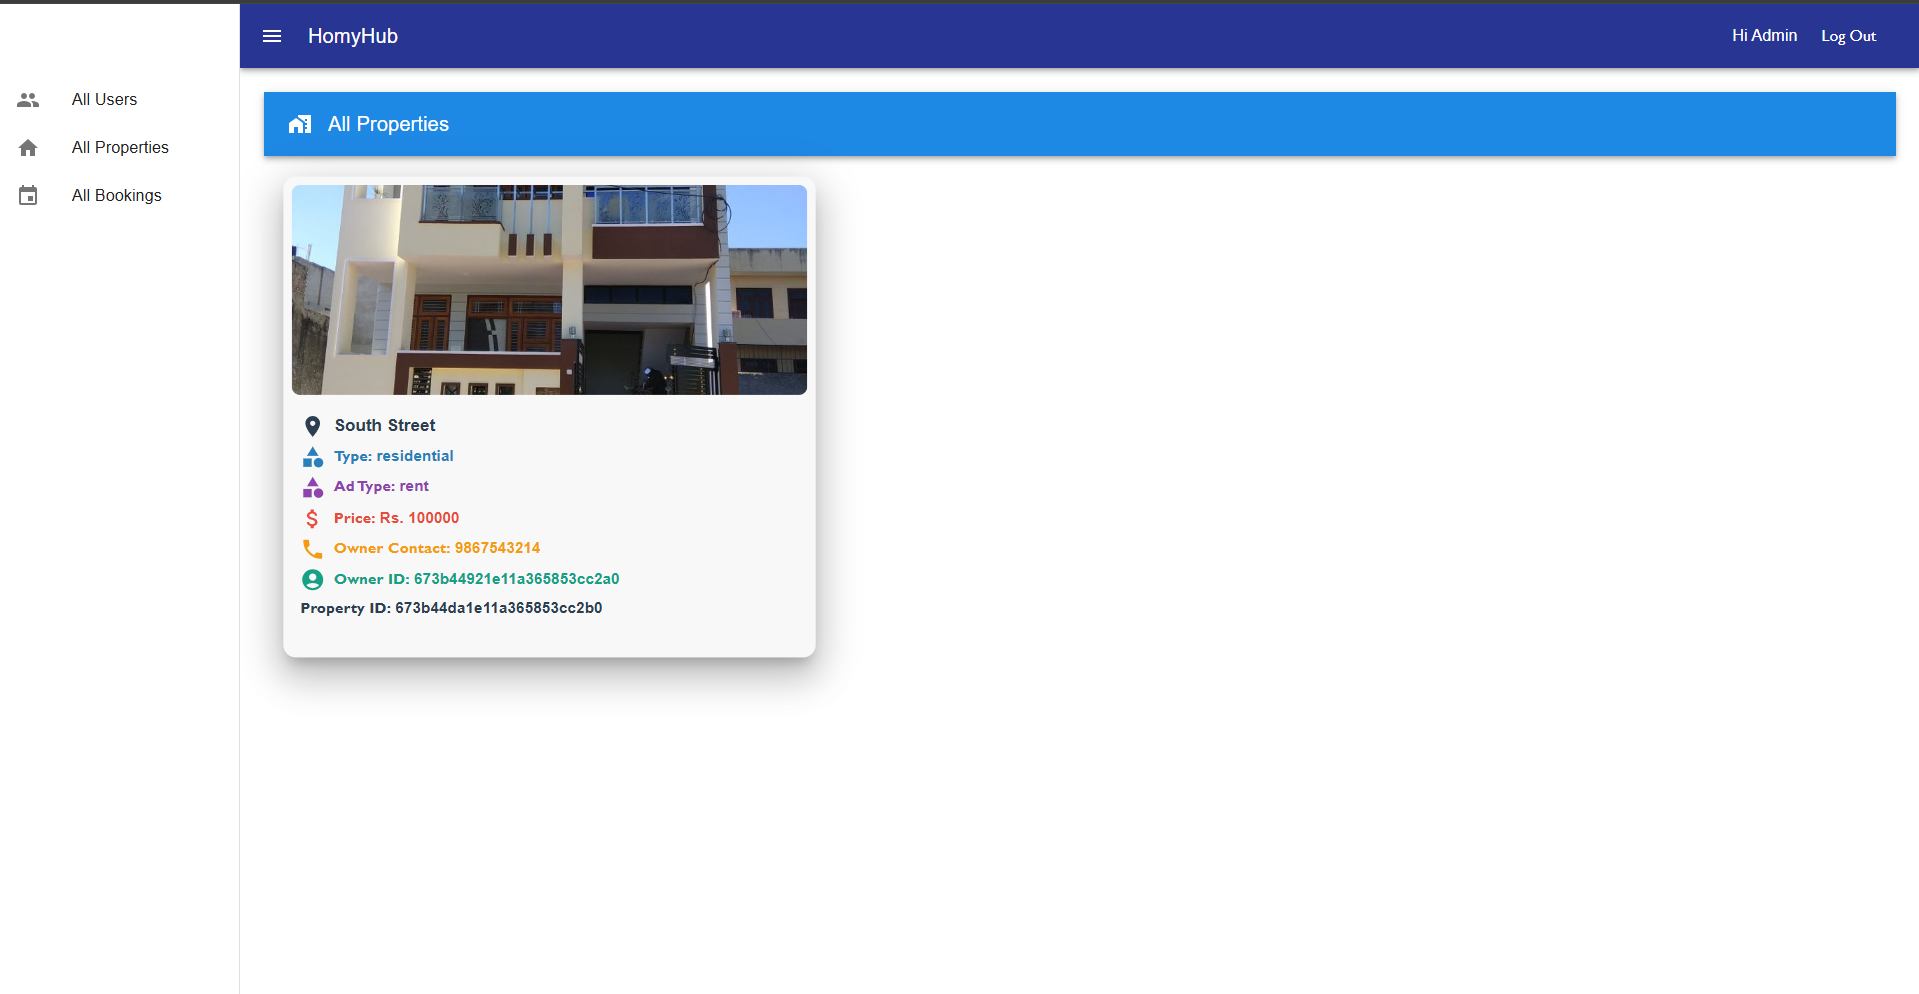 HomyHub
Hi Admin
Log Out
All Users
All Properties
All Bookings
All Properties
South Street
Type: residential
Ad Type: rent
Price: Rs. 100000
Owner Contact: 9867543214
Owner ID: 673b44921e11a365853cc2a0
Property ID: 673b44da1e11a365853cc2b0